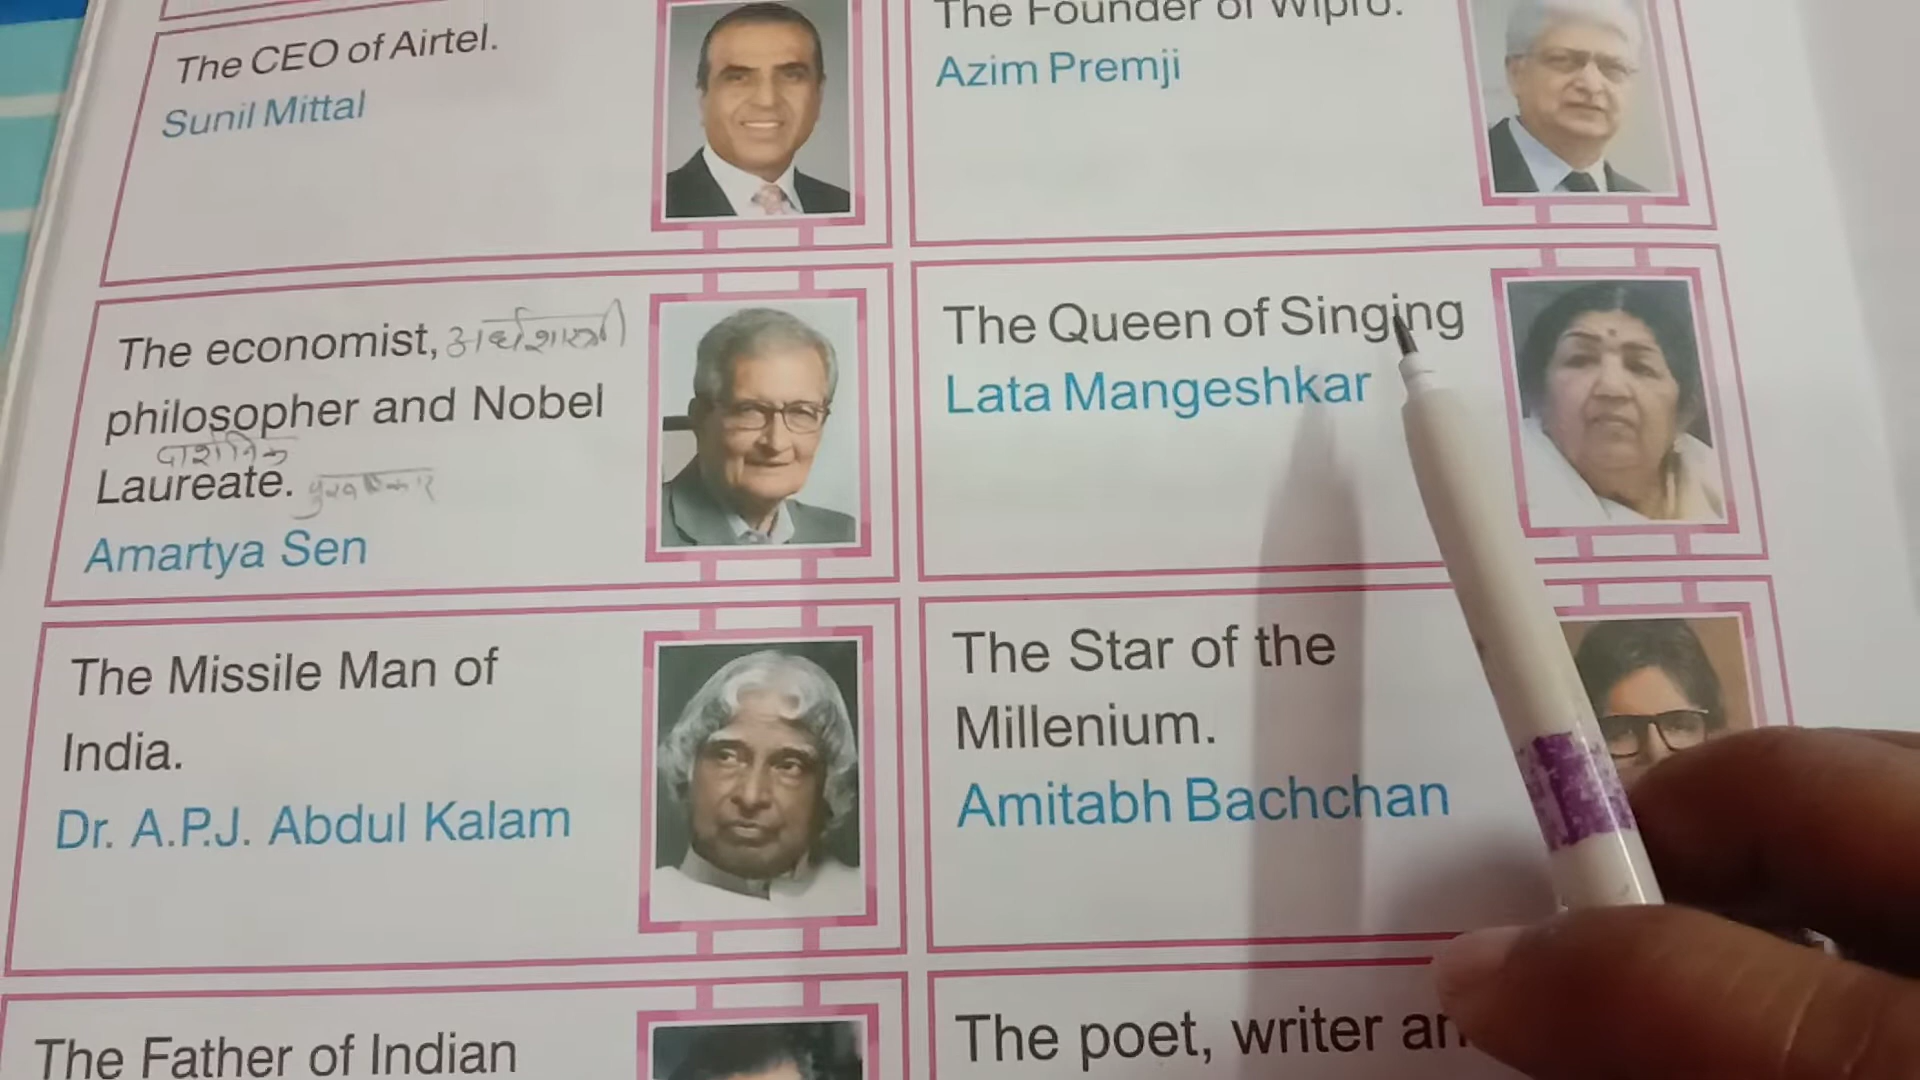 The CEO of Airtel.
Sunil Mittal
The Founder of Wipro.
Azim Premji
The economist, अर्थशास्त्री
philosopher and Nobel
दार्शनिक
Laureate.
Amartya Sen
The Queen of Singing
Lata Mangeshkar
The Missile Man of
India.
Dr. A.P.J. Abdul Kalam
The Star of the
Millenium.
Amitabh Bachchan
The Father of Indian
The poet, writer